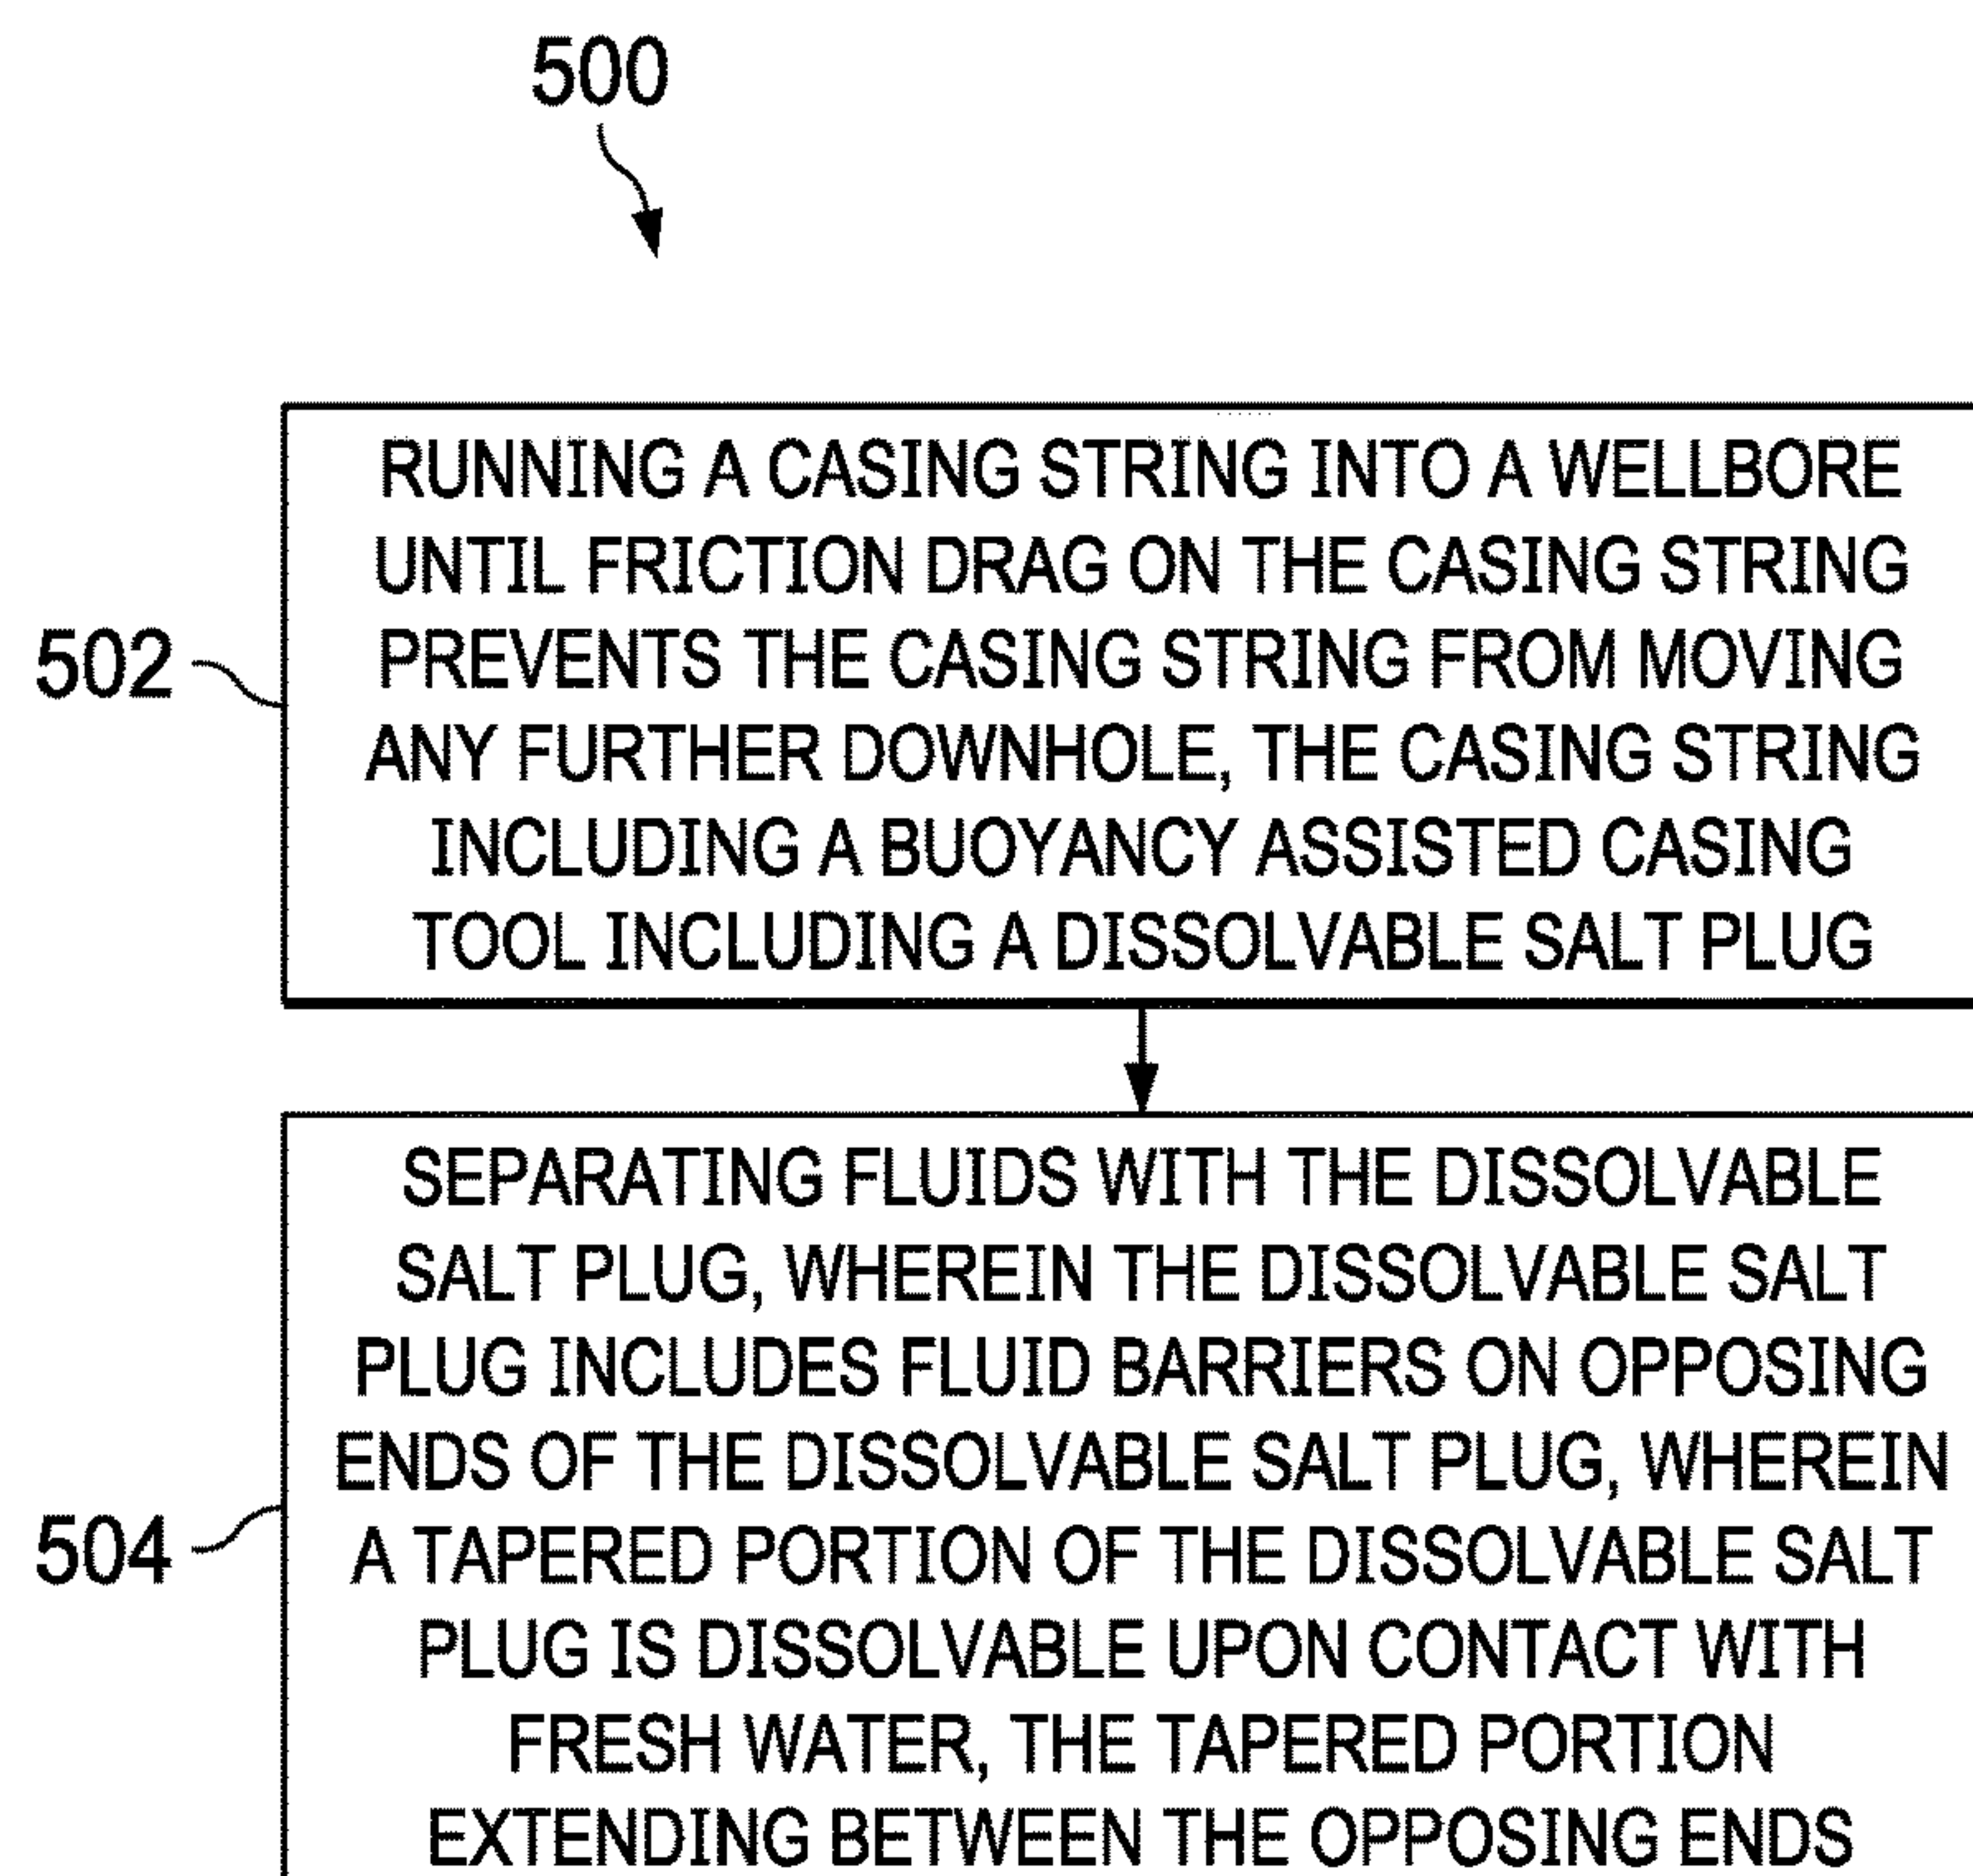 500
502
RUNNING A CASING STRING INTO A WELLBORE
UNTIL FRICTION DRAG ON THE CASING STRING
PREVENTS THE CASING STRING FROM MOVING
ANY FURTHER DOWNHOLE, THE CASING STRING
INCLUDING A BUOYANCY ASSISTED CASING
TOOL INCLUDING A DISSOLVABLE SALT PLUG
504
SEPARATING FLUIDS WITH THE DISSOLVABLE
SALT PLUG, WHEREIN THE DISSOLVABLE SALT
PLUG INCLUDES FLUID BARRIERS ON OPPOSING
ENDS OF THE DISSOLVABLE SALT PLUG, WHEREIN
A TAPERED PORTION OF THE DISSOLVABLE SALT
PLUG IS DISSOLVABLE UPON CONTACT WITH
FRESH WATER, THE TAPERED PORTION
EXTENDING BETWEEN THE OPPOSING ENDS